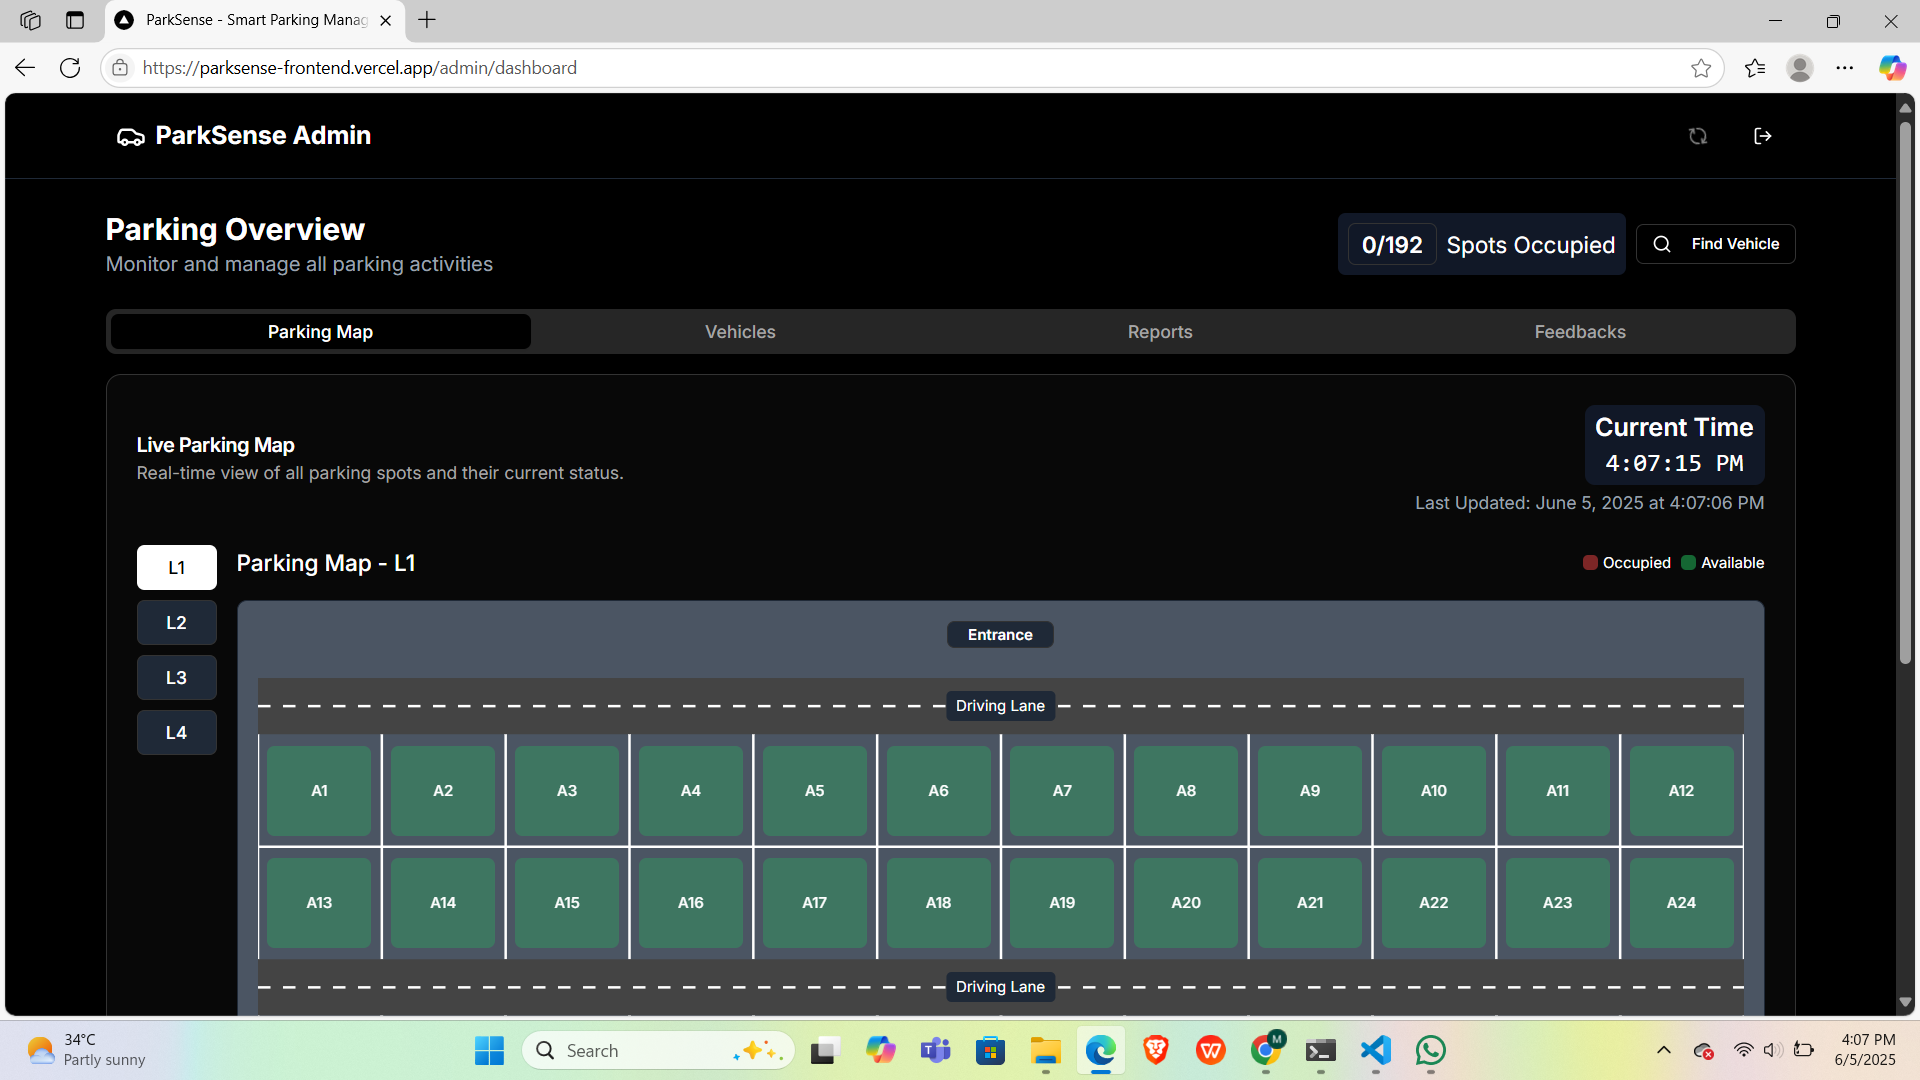 ParkSense - Smart Parking Manag
https://parksense-frontend.vercel.app/admin/dashboard
ParkSense Admin
Parking Overview
Monitor and manage all parking activities
0/192 Spots Occupied
Find Vehicle
Parking Map
Vehicles
Reports
Feedbacks
Live Parking Map
Real-time view of all parking spots and their current status.
Current Time
4:07:15 PM
Last Updated: June 5, 2025 at 4:07:06 PM
L1
L2
L3
L4
Parking Map - L1
Occupied
Available
Entrance
Driving Lane
A1 A2 A3 A4 A5 A6 A7 A8 A9 A10 A11 A12
A13 A14 A15 A16 A17 A18 A19 A20 A21 A22 A23 A24
Driving Lane
34°C
Partly sunny
Search
M
4:07 PM
6/5/2025